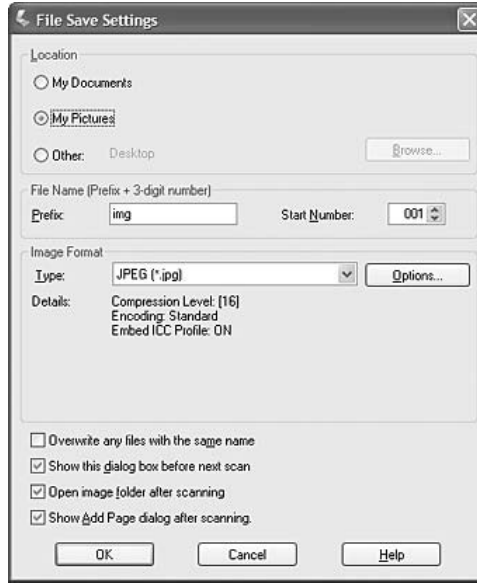 File Save Settings
Location
My Documents
My Pictures
Other: Desktop Browse...
File Name (Prefix + 3-digit number)
Prefix: img Start Number: 001
Image Format
Type: JPEG (*.jpg) Options...
Details: Compression Level: [16]
Encoding: Standard
Embed ICC Profile: ON
Overwrite any files with the same name
Show this dialog box before next scan
Open image folder after scanning
Show Add Page dialog after scanning.
OK Cancel Help